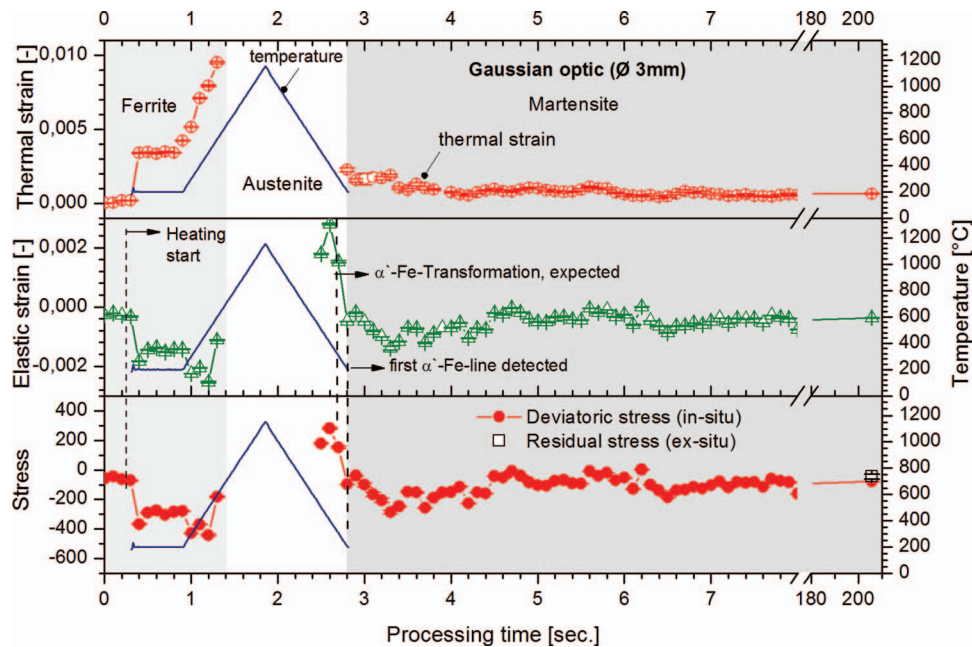 0 1 2 3 4 5 6 7 180 200
0,010
0,005
0,000
Thermal strain [-]
temperature
Gaussian optic (Ø 3mm)
Ferrite
Martensite
thermal strain
Austenite
1200
1000
800
600
400
200
0
0,002
0,000
-0,002
Elastic strain [-]
Heating
start
α`-Fe-Transformation, expected
first α`-Fe-line detected
1200
1000
800
600
400
200
0
Temperature [°C]
400
200
0
-200
-400
-600
Stress
Deviatoric stress (in-situ)
Residual stress (ex-situ)
1200
1000
800
600
400
200
0
0 1 2 3 4 5 6 7 180 200
Processing time [sec.]